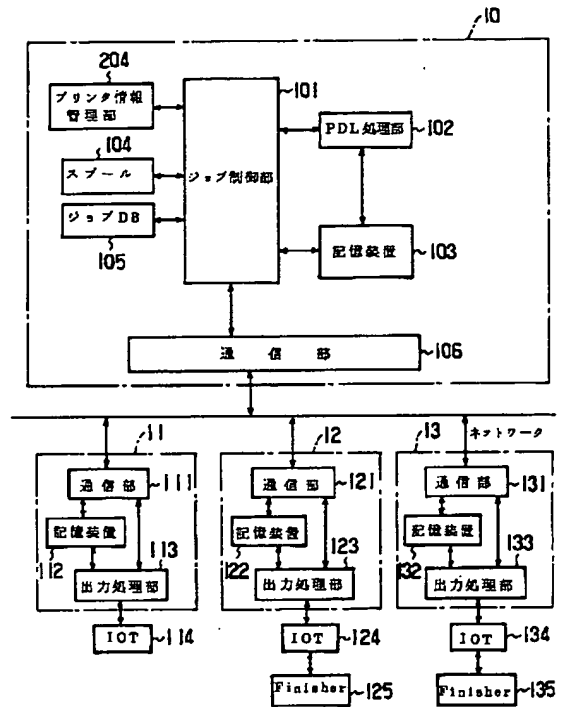 10
204
プリンタ情報
管理部
101
ジョブ制御部
PDL処理部
102
104
スプール
ジョブDB
105
記憶装置
103
通信部
106
ネットワーク
11
通信部
111
記憶装置
112
113
出力処理部
IOT
114
12
通信部
121
記憶装置
122
123
出力処理部
IOT
124
Finisher
125
13
通信部
131
記憶装置
132
133
出力処理部
IOT
134
Finisher
135